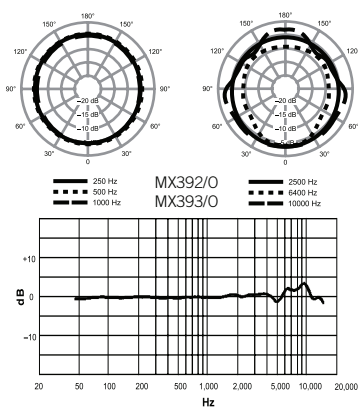 180°
150° 150°
120° 120°
90° 90°
60° 60°
30° 30°
0
–20 dB
–15 dB
–10 dB
180°
150° 150°
120° 120°
90° 90°
60° 60°
30° 30°
0
–20 dB
–15 dB
–10 dB
–5 dB
250 Hz
500 Hz
1000 Hz
MX392/O
MX393/O
2500 Hz
6400 Hz
10000 Hz
+10
0
–10
dB
20 50 100 200 500 1,000 2,000 5,000 10,000 20,000
Hz